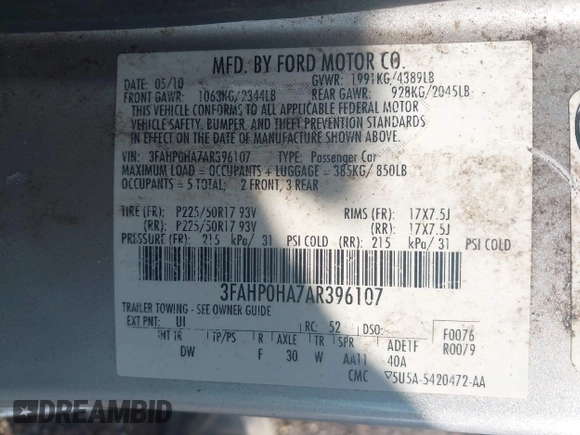 MFD. BY FORD MOTOR CO.
DATE: 05/10 GVWR: 1991KG/4389LB
FRONT GAWR: 1063KG/2344LB REAR GAWR: 928KG/2045LB
THIS VEHICLE CONFORMS TO ALL APPLICABLE FEDERAL MOTOR
VEHICLE SAFETY, BUMPER, AND THEFT PREVENTION STANDARDS
IN EFFECT ON THE DATE OF MANUFACTURE SHOWN ABOVE.
VIN: 3FAHP0HA7AR396107 TYPE: Passenger Car
MAXIMUM LOAD = OCCUPANTS + LUGGAGE = 385KG/ 850LB
OCCUPANTS = 5 TOTAL: 2 FRONT, 3 REAR
TIRE (FR): P225/50R17 93V RIMS (FR): 17X7.5J
(RR): P225/50R17 93V (RR): 17X7.5J
PRESSURE (FR) 215 kPa/ 31 PSI COLD (RR) 215 kPa/ 31 PSI COLD
3FAHP0HA7AR396107
TRAILER TOWING - SEE OWNER GUIDE
EXT PNT: UI RC: 52 DSO: F0076
INT TR TP/PS R AXLE TR SPR ADE1F R00/9
DW F 30 W AA11 40A
CMC 5U5A-5420472-AA
DREAMBID